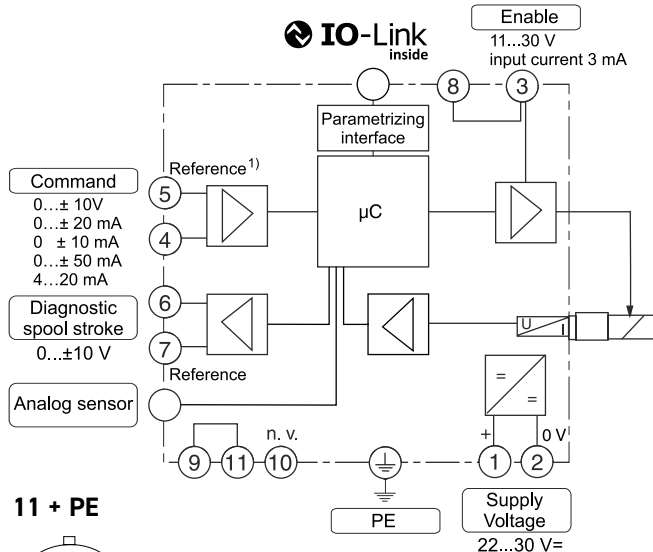 IO-Link
inside
Enable
11...30 V
input current 3 mA
8
3
Parametrizing
interface
Reference¹⁾
Command
0...± 10V
0...± 20 mA
0 ± 10 mA
0...± 50 mA
4...20 mA
5
4
µC
Diagnostic
spool stroke
0...±10 V
6
7
Reference
U
I
Analog sensor
=
=
n. v.
+
0 V
9
11
10
1
2
11 + PE
PE
Supply
Voltage
22...30 V=